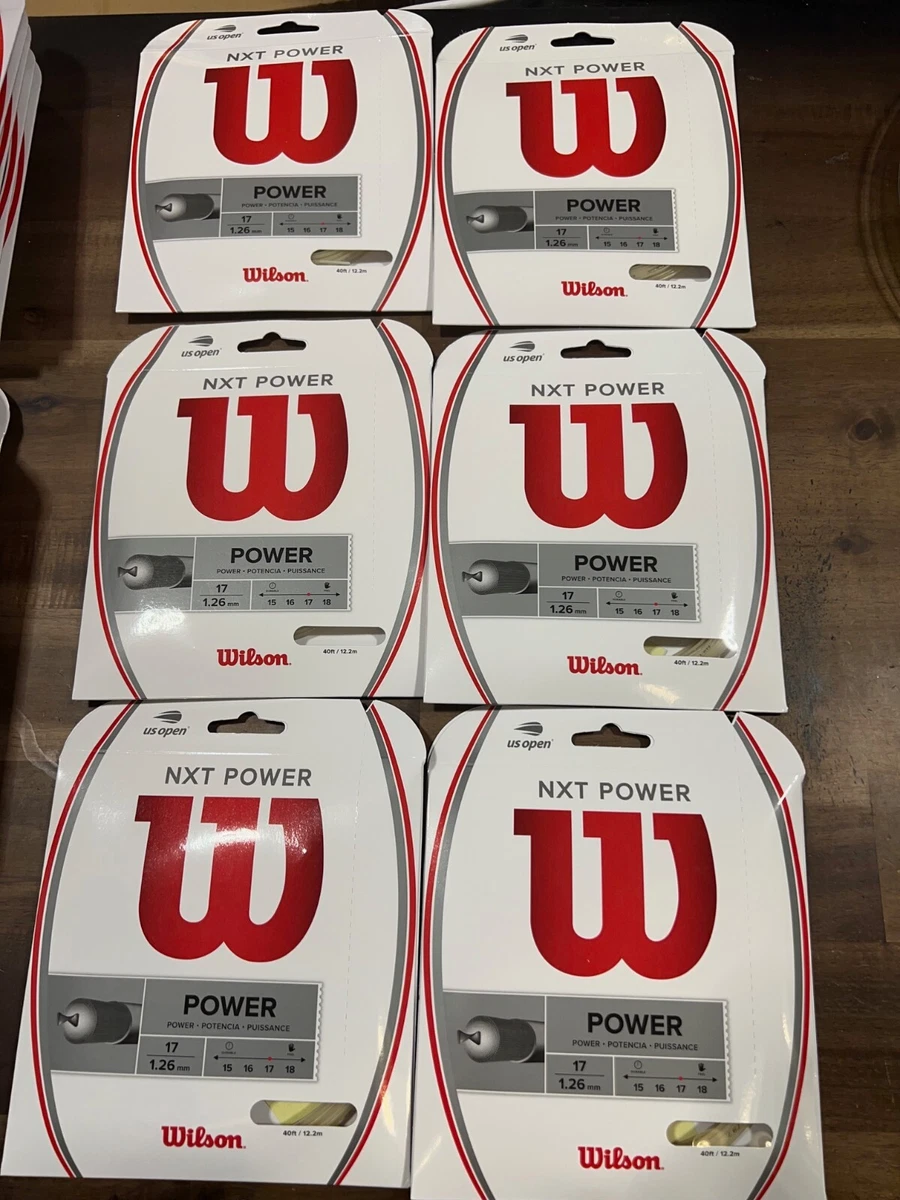 us open
NXT POWER
W
POWER
POWER • POTENCIA • PUISSANCE
17
1.26 mm
15 16 17 18
Wilson.
40ft / 12.2m
us open
NXT POWER
W
POWER
POWER • POTENCIA • PUISSANCE
17
1.26 mm
15 16 17 18
Wilson.
40ft / 12.2m
us open
NXT POWER
W
POWER
POWER • POTENCIA • PUISSANCE
17
1.26 mm
15 16 17 18
Wilson.
40ft / 12.2m
us open
NXT POWER
W
POWER
POWER • POTENCIA • PUISSANCE
17
1.26 mm
15 16 17 18
Wilson.
40ft / 12.2m
us open
NXT POWER
W
POWER
POWER • POTENCIA • PUISSANCE
17
1.26 mm
DURABLE
15 16 17 18
Wilson.
40ft / 12.2m
us open
NXT POWER
W
POWER
POWER • POTENCIA • PUISSANCE
17
1.26 mm
DURABLE
15 16 17 18
Wilson.
40ft / 12.2m